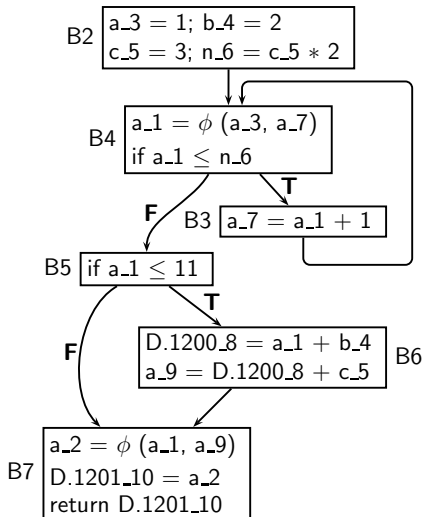 B2
a_3 = 1; b_4 = 2
c_5 = 3; n_6 = c_5 * 2
B4
a_1 = ϕ (a_3, a_7)
if a_1 ≤ n_6
F
T
B3
a_7 = a_1 + 1
B5
if a_1 ≤ 11
F
T
D.1200_8 = a_1 + b_4
a_9 = D.1200_8 + c_5
B6
B7
a_2 = ϕ (a_1, a_9)
D.1201_10 = a_2
return D.1201_10